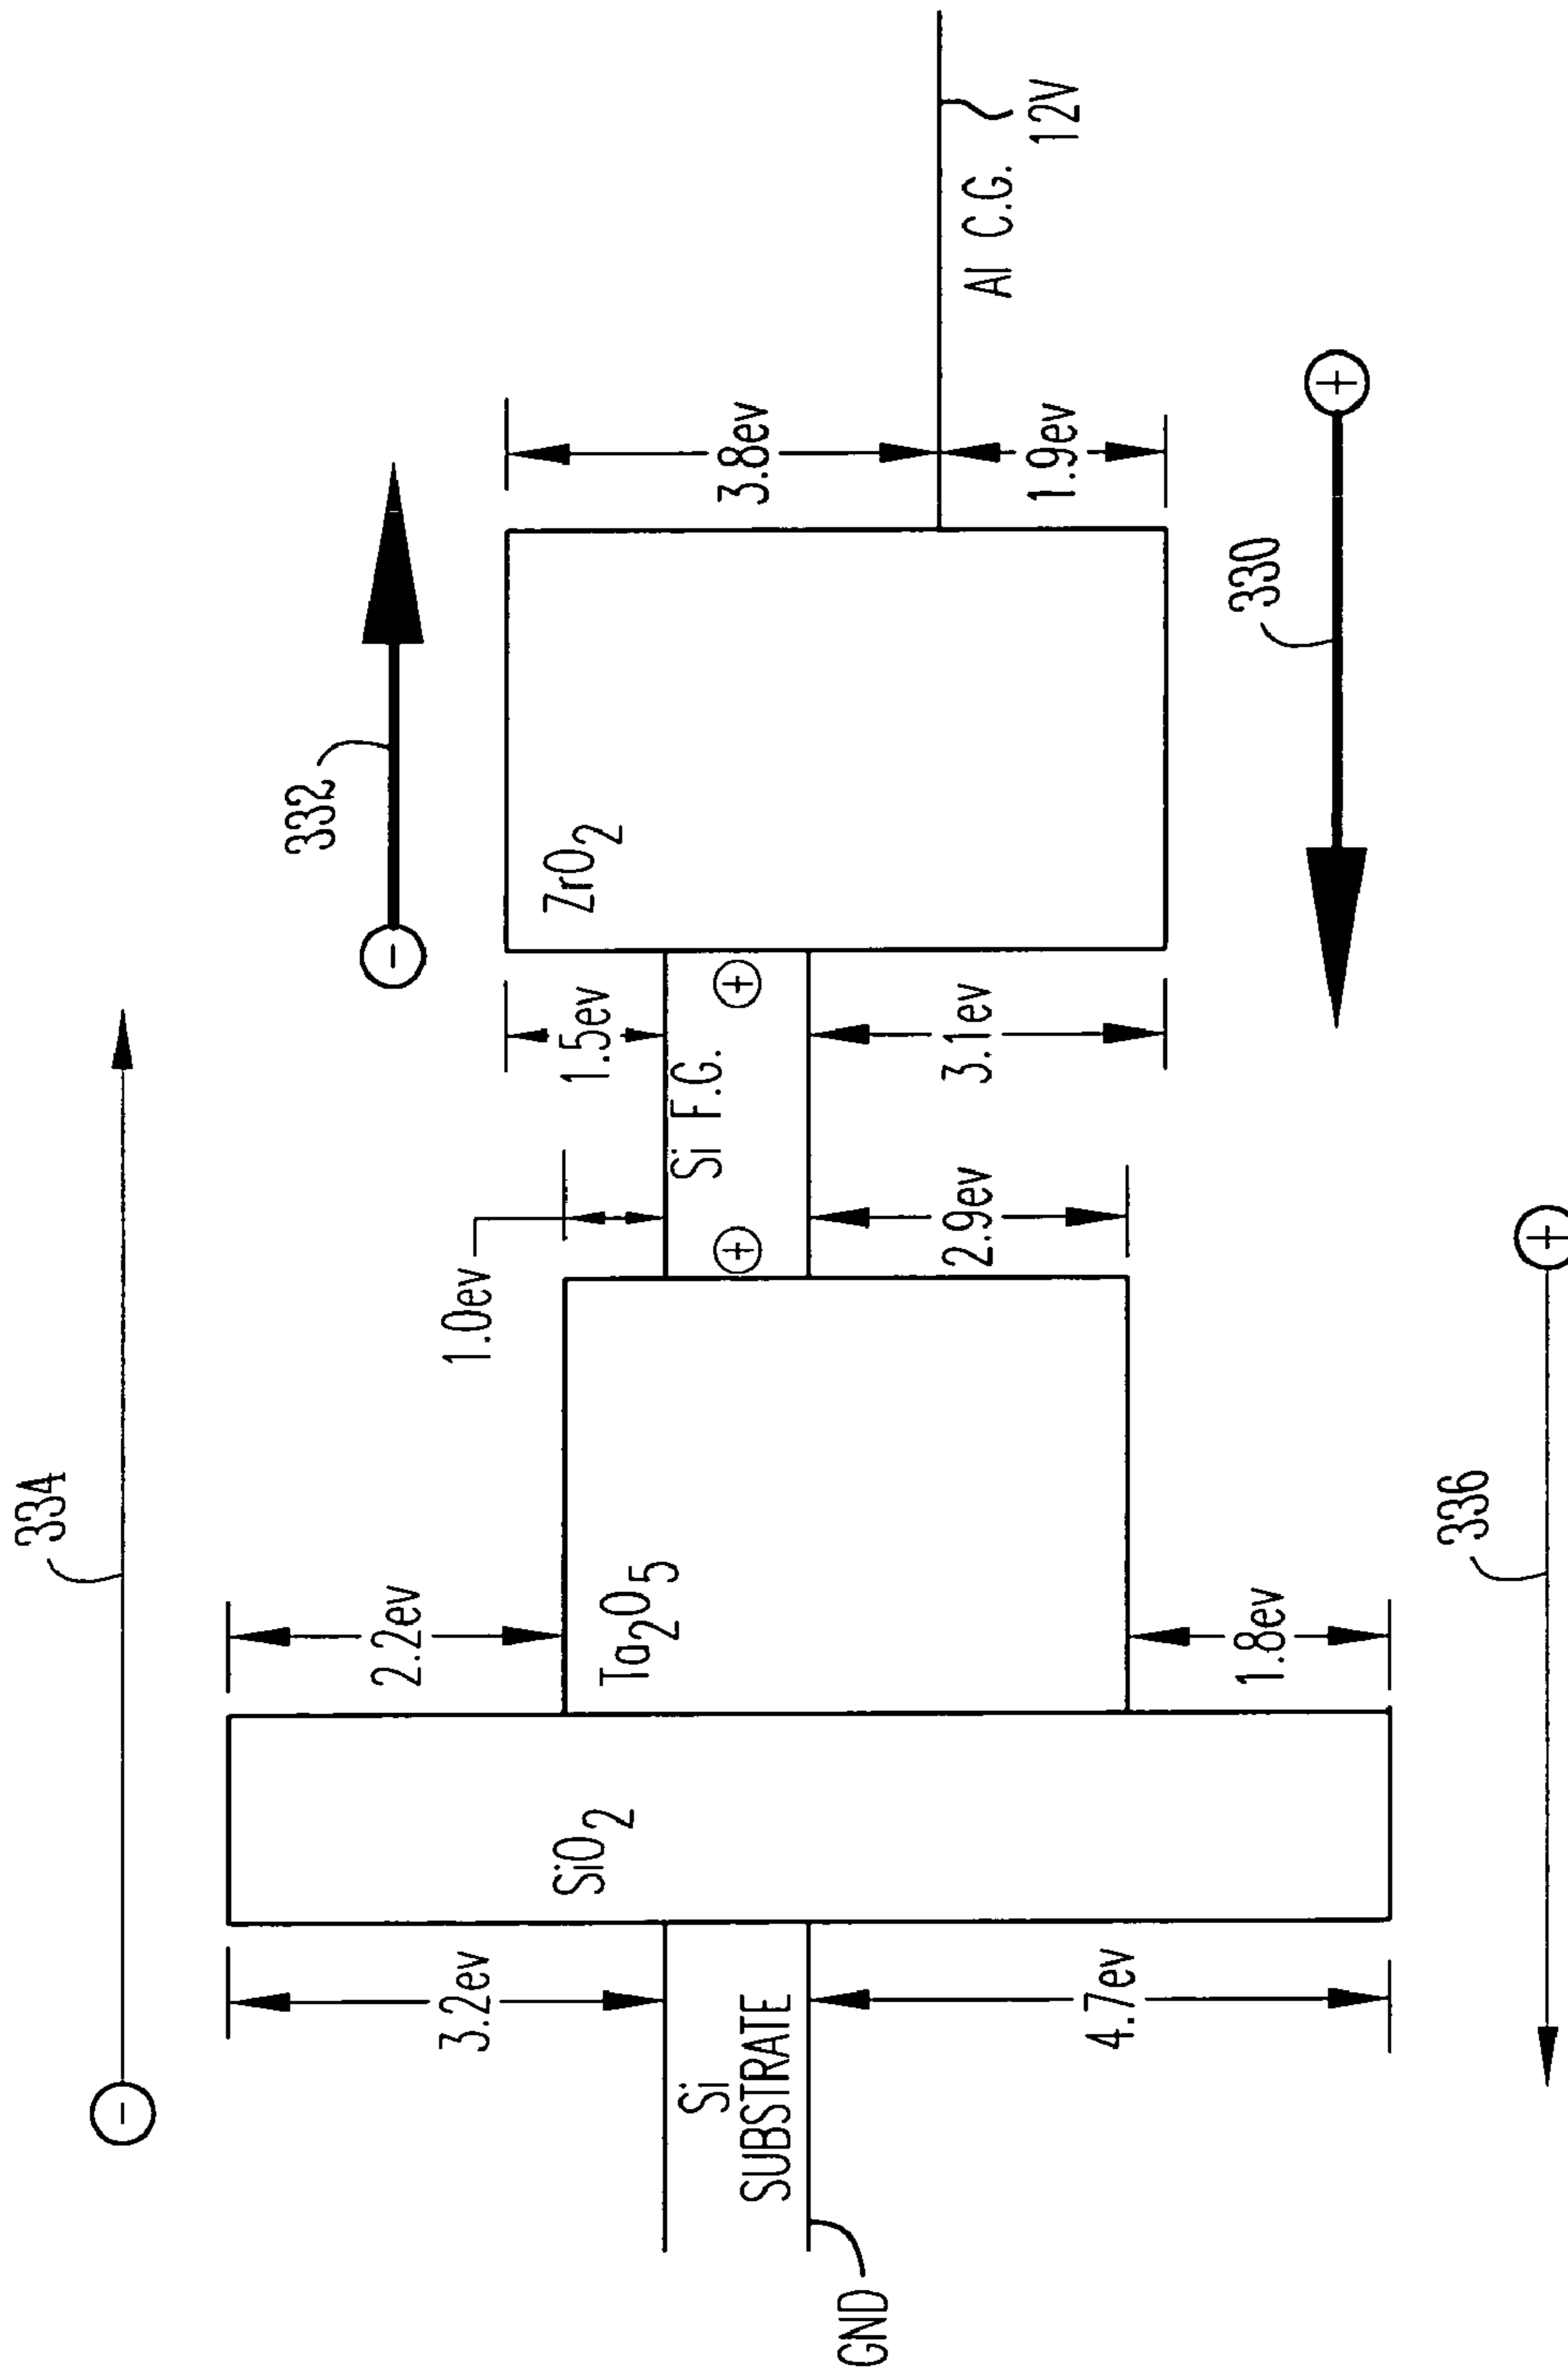 334
332
2.2ev
3.2ev
1.0ev
1.5ev
3.8ev
SiO2
Ta2O5
ZrO2
Si
SUBSTRATE
Si F.G.
+
+
Al C.G.
12V
GND
4.7ev
1.8ev
2.9ev
3.1ev
1.9ev
330
336
-
-
+
+